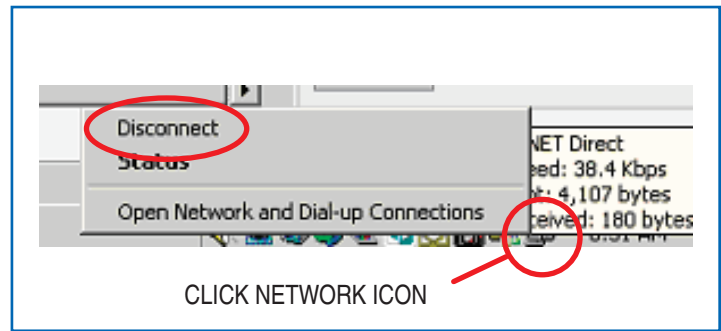 Disconnect
Status
Open Network and Dial-up Connections
NET Direct
eed: 38.4 Kbps
4,107 bytes
ceived: 180 bytes
AM
CLICK NETWORK ICON